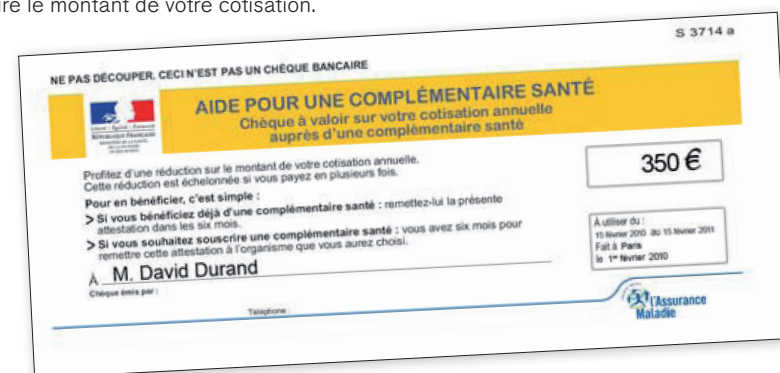 ire le montant de votre cotisation.
S 3714 a
NE PAS DÉCOUPER. CECI N'EST PAS UN CHÈQUE BANCAIRE
Liberté • Égalité • Fraternité
RÉPUBLIQUE FRANÇAISE
AIDE POUR UNE COMPLÉMENTAIRE SANTÉ
Chèque à valoir sur votre cotisation annuelle
auprès d'une complémentaire santé
Profitez d'une réduction sur le montant de votre cotisation annuelle.
Cette réduction est échelonnée si vous payez en plusieurs fois.
Pour en bénéficier, c'est simple :
> Si vous bénéficiez déjà d'une complémentaire santé : remettez-lui la présente
attestation dans les six mois.
> Si vous souhaitez souscrire une complémentaire santé : vous avez six mois pour
remettre cette attestation à l'organisme que vous aurez choisi.
350 €
À utiliser du :
15 février 2010 au 15 février 2011
Fait à Paris
le 1er février 2010
À M. David Durand
Chèque émis par :
Téléphone :
l'Assurance
Maladie